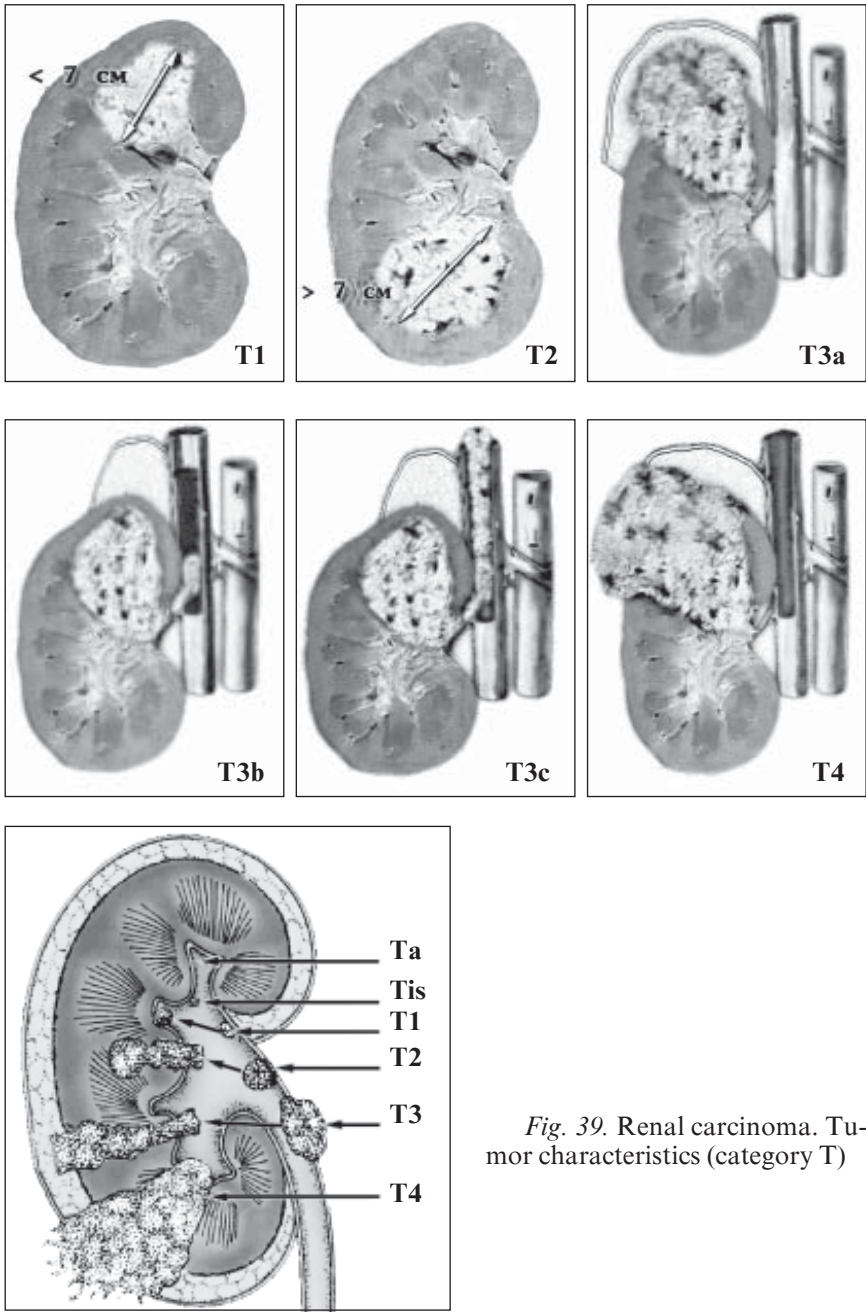 < 7 см
T1
> 7 см
T2
T3a
T3b
T3c
T4
Ta
Tis
T1
T2
T3
T4
Fig. 39. Renal carcinoma. Tu-
mor characteristics (category T)